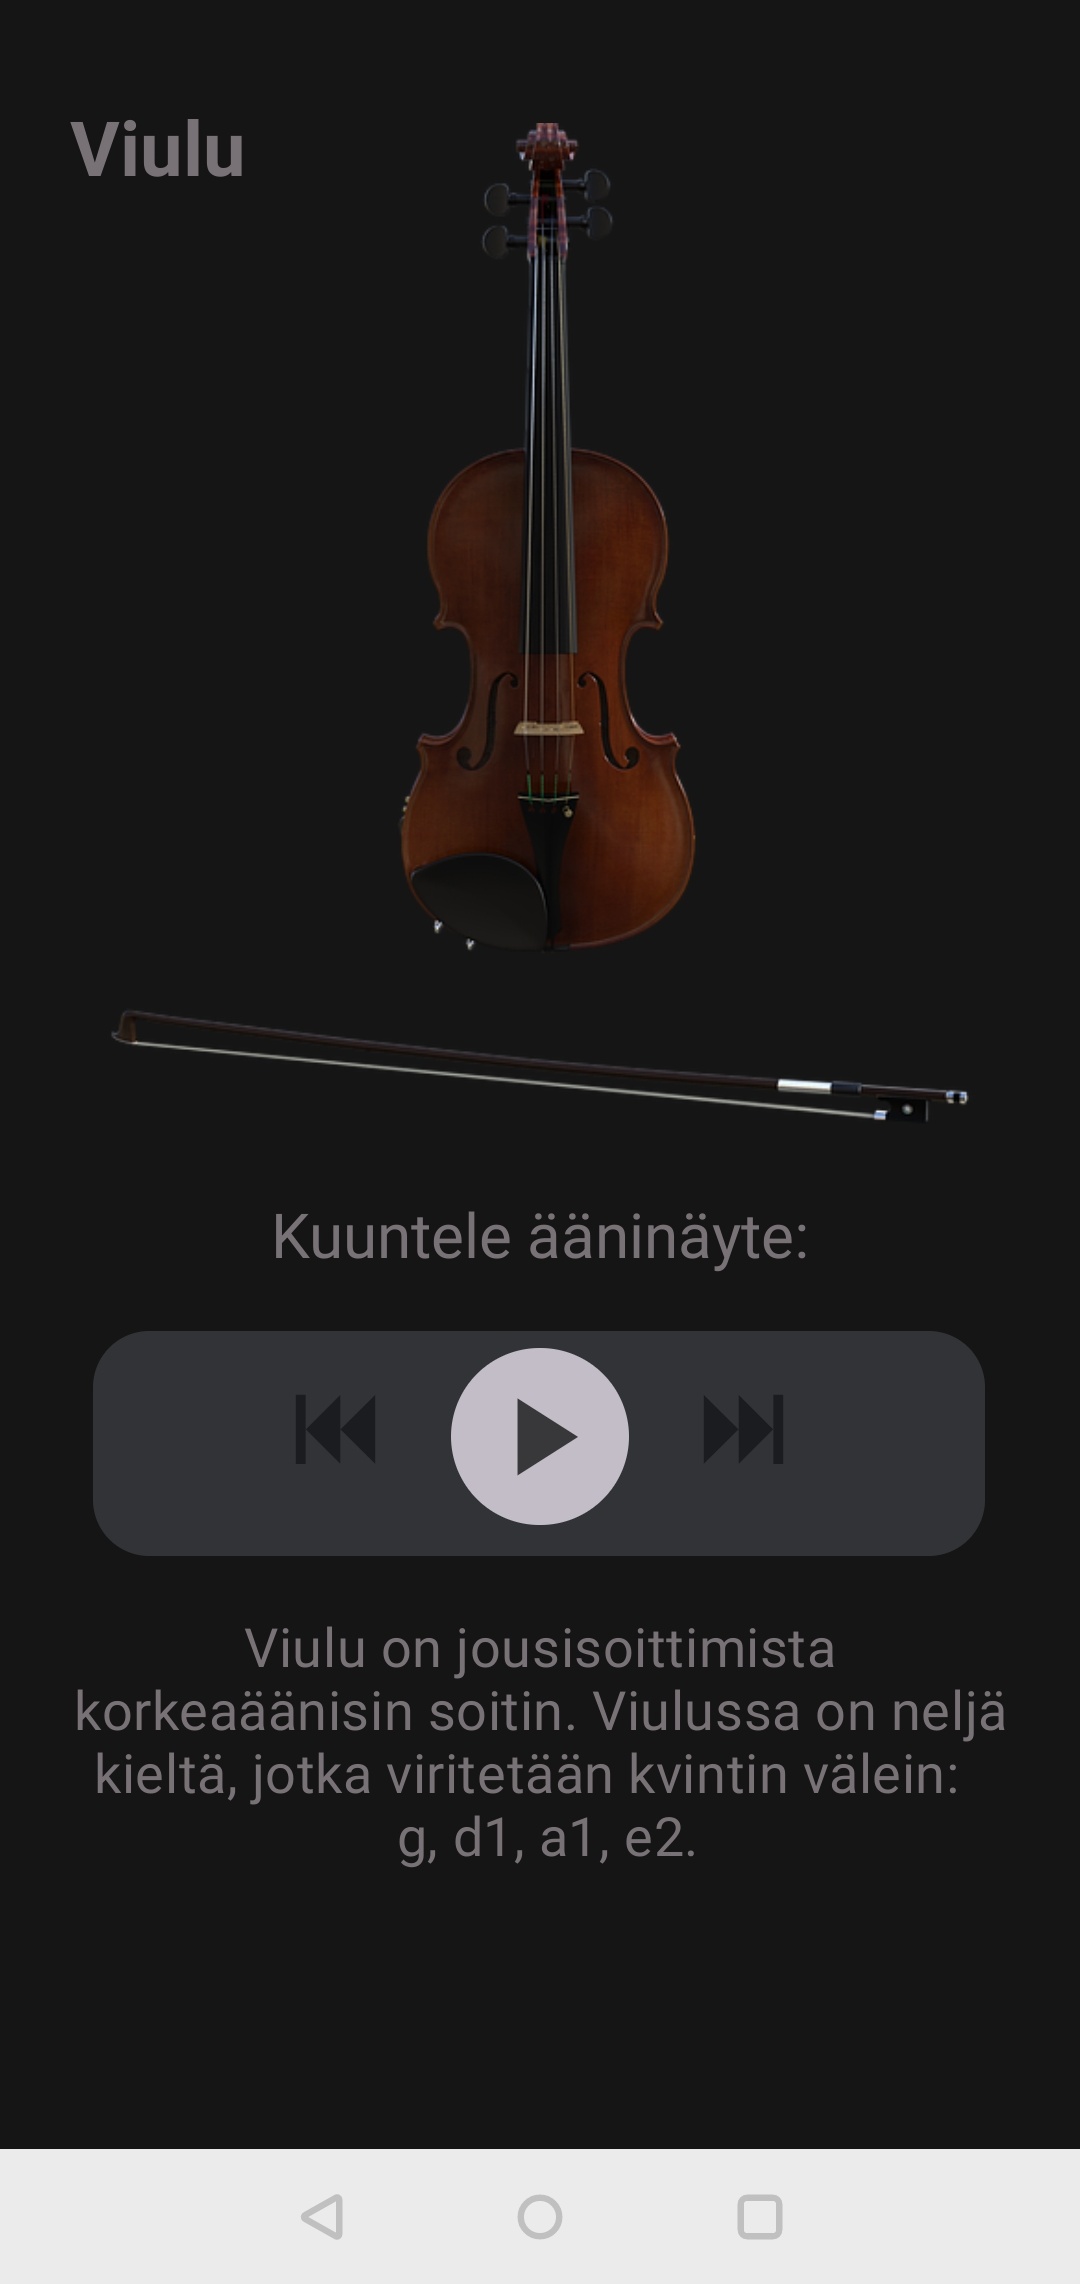 Viulu
Kuuntele ääninäyte:
Viulu on jousisoittimista
korkeaäänisin soitin. Viulussa on neljä
kieltä, jotka viritetään kvintin välein:
g, d1, a1, e2.